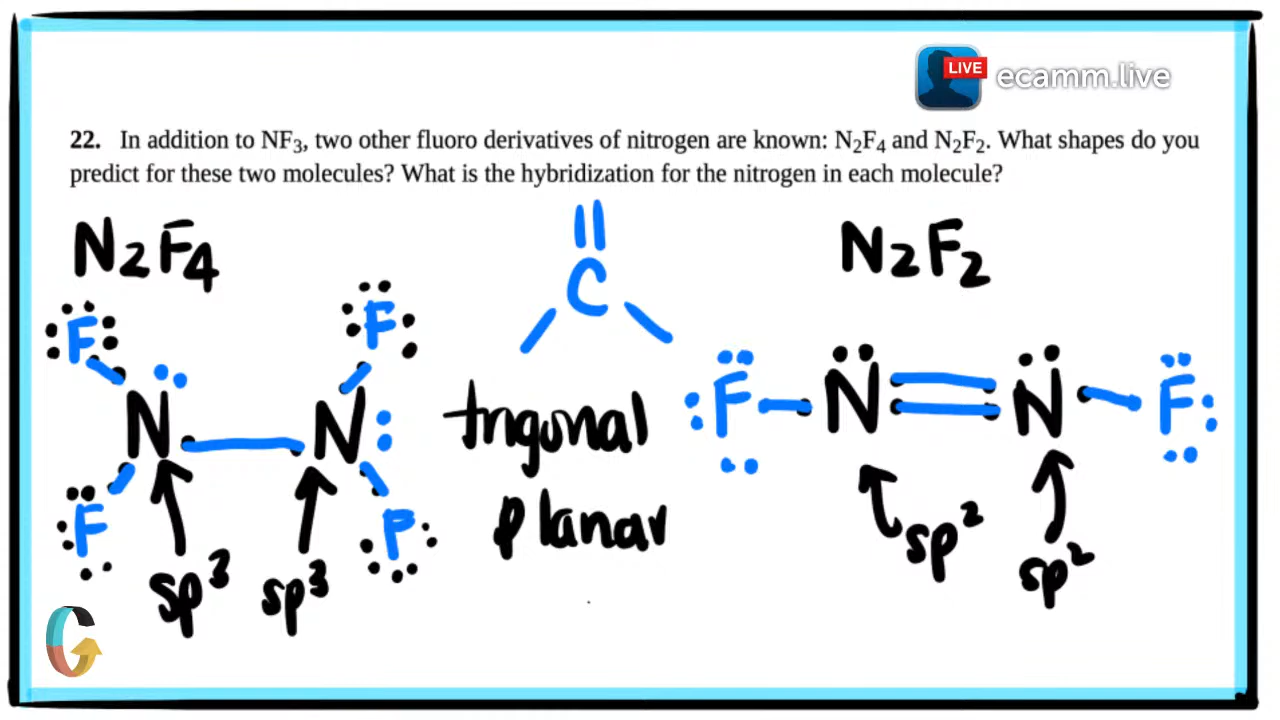 LIVE ecamm.live
22. In addition to NF3, two other fluoro derivatives of nitrogen are known: N2F4 and N2F2. What shapes do you
predict for these two molecules? What is the hybridization for the nitrogen in each molecule?
N2F4
N2F2
C
F F
N N
F F
sp3 sp3
trigonal
planar
F N N F
sp2
sp2